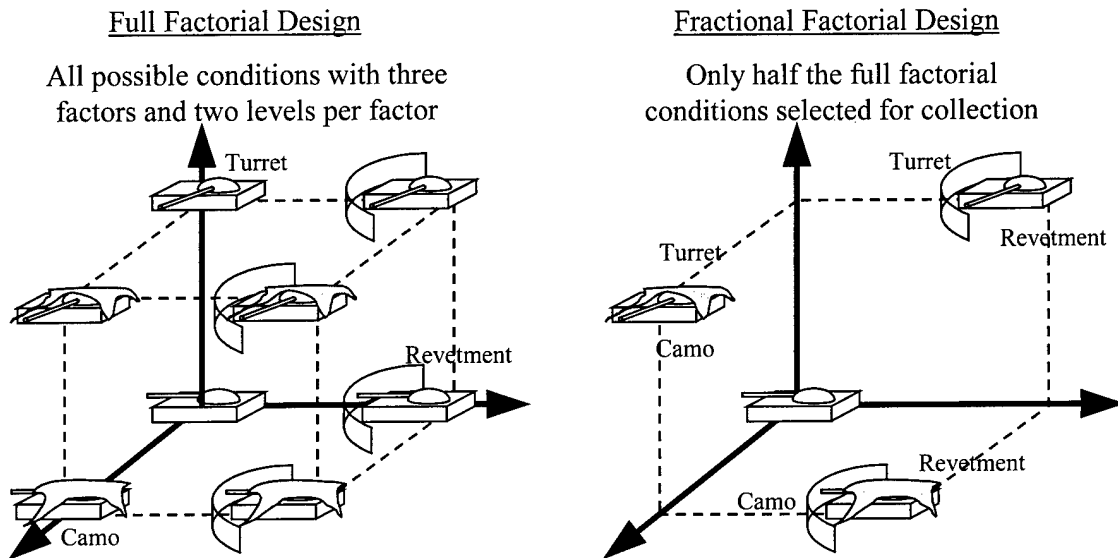 Full Factorial Design
All possible conditions with three
factors and two levels per factor
Turret
Revetment
Camo
Fractional Factorial Design
Only half the full factorial
conditions selected for collection
Turret
Revetment
Turret
Camo
Revetment
Camo